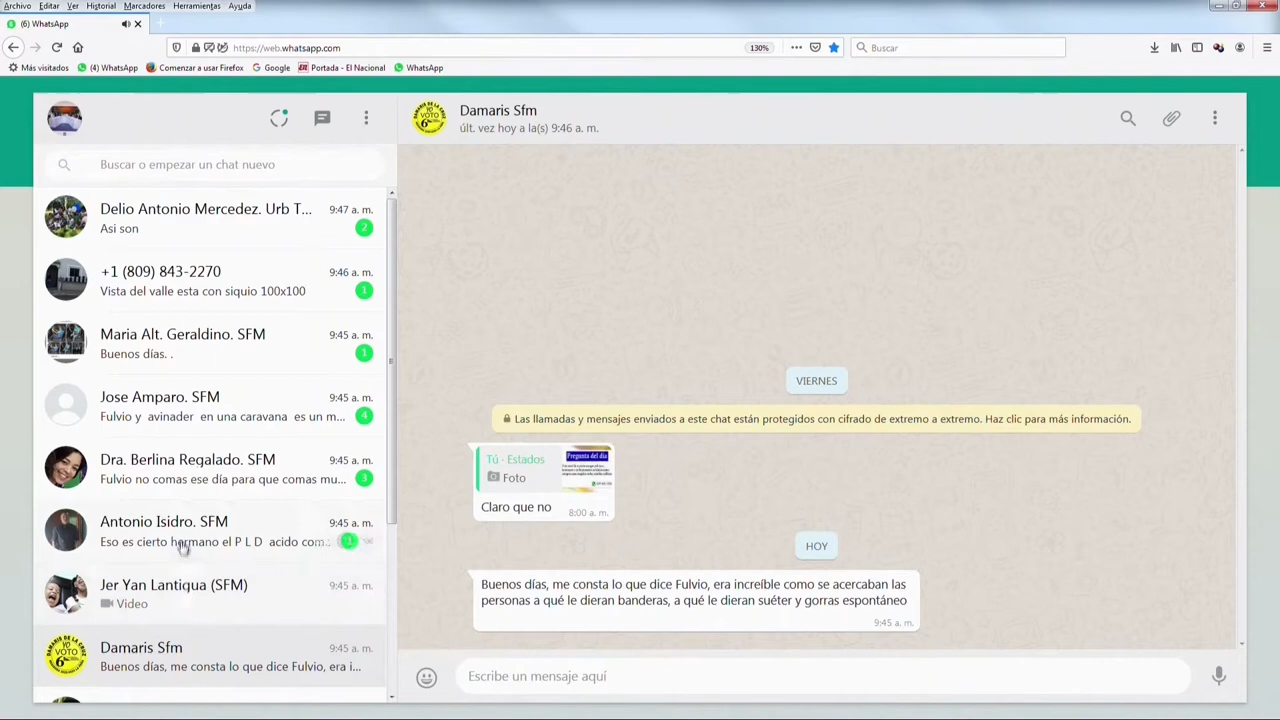 Archivo Editar Ver Historial Marcadores Herramientas Ayuda
(6) WhatsApp
https://web.whatsapp.com
130%
Buscar
Más visitados
(4) WhatsApp
Comenzar a usar Firefox
Google
Portada - El Nacional
WhatsApp
Buscar o empezar un chat nuevo
Delio Antonio Mercedez. Urb T... 9:47 a. m.
Asi son 2
+1 (809) 843-2270 9:46 a. m.
Vista del valle esta con siquio 100x100 1
Maria Alt. Geraldino. SFM 9:45 a. m.
Buenos días. . 1
Jose Amparo. SFM 9:45 a. m.
Fulvio y avinader en una caravana es un m... 4
Dra. Berlina Regalado. SFM 9:45 a. m.
Fulvio no comas ese día para que comas mu... 3
Antonio Isidro. SFM 9:45 a. m.
Eso es cierto hermano el P L D acido com...
Jer Yan Lantigua (SFM) 9:45 a. m.
Video
Damaris Sfm 9:45 a. m.
Buenos días, me consta lo que dice Fulvio, era i...
YO
VOTO
6
Damaris Sfm
últ. vez hoy a la(s) 9:46 a. m.
VIERNES
Las llamadas y mensajes enviados a este chat están protegidos con cifrado de extremo a extremo. Haz clic para más información.
Tú · Estados
Foto
Pregunta del día
Claro que no
8:00 a. m.
HOY
Buenos días, me consta lo que dice Fulvio, era increíble como se acercaban las
personas a qué le dieran banderas, a qué le dieran suéter y gorras espontáneo
9:45 a. m.
Escribe un mensaje aquí